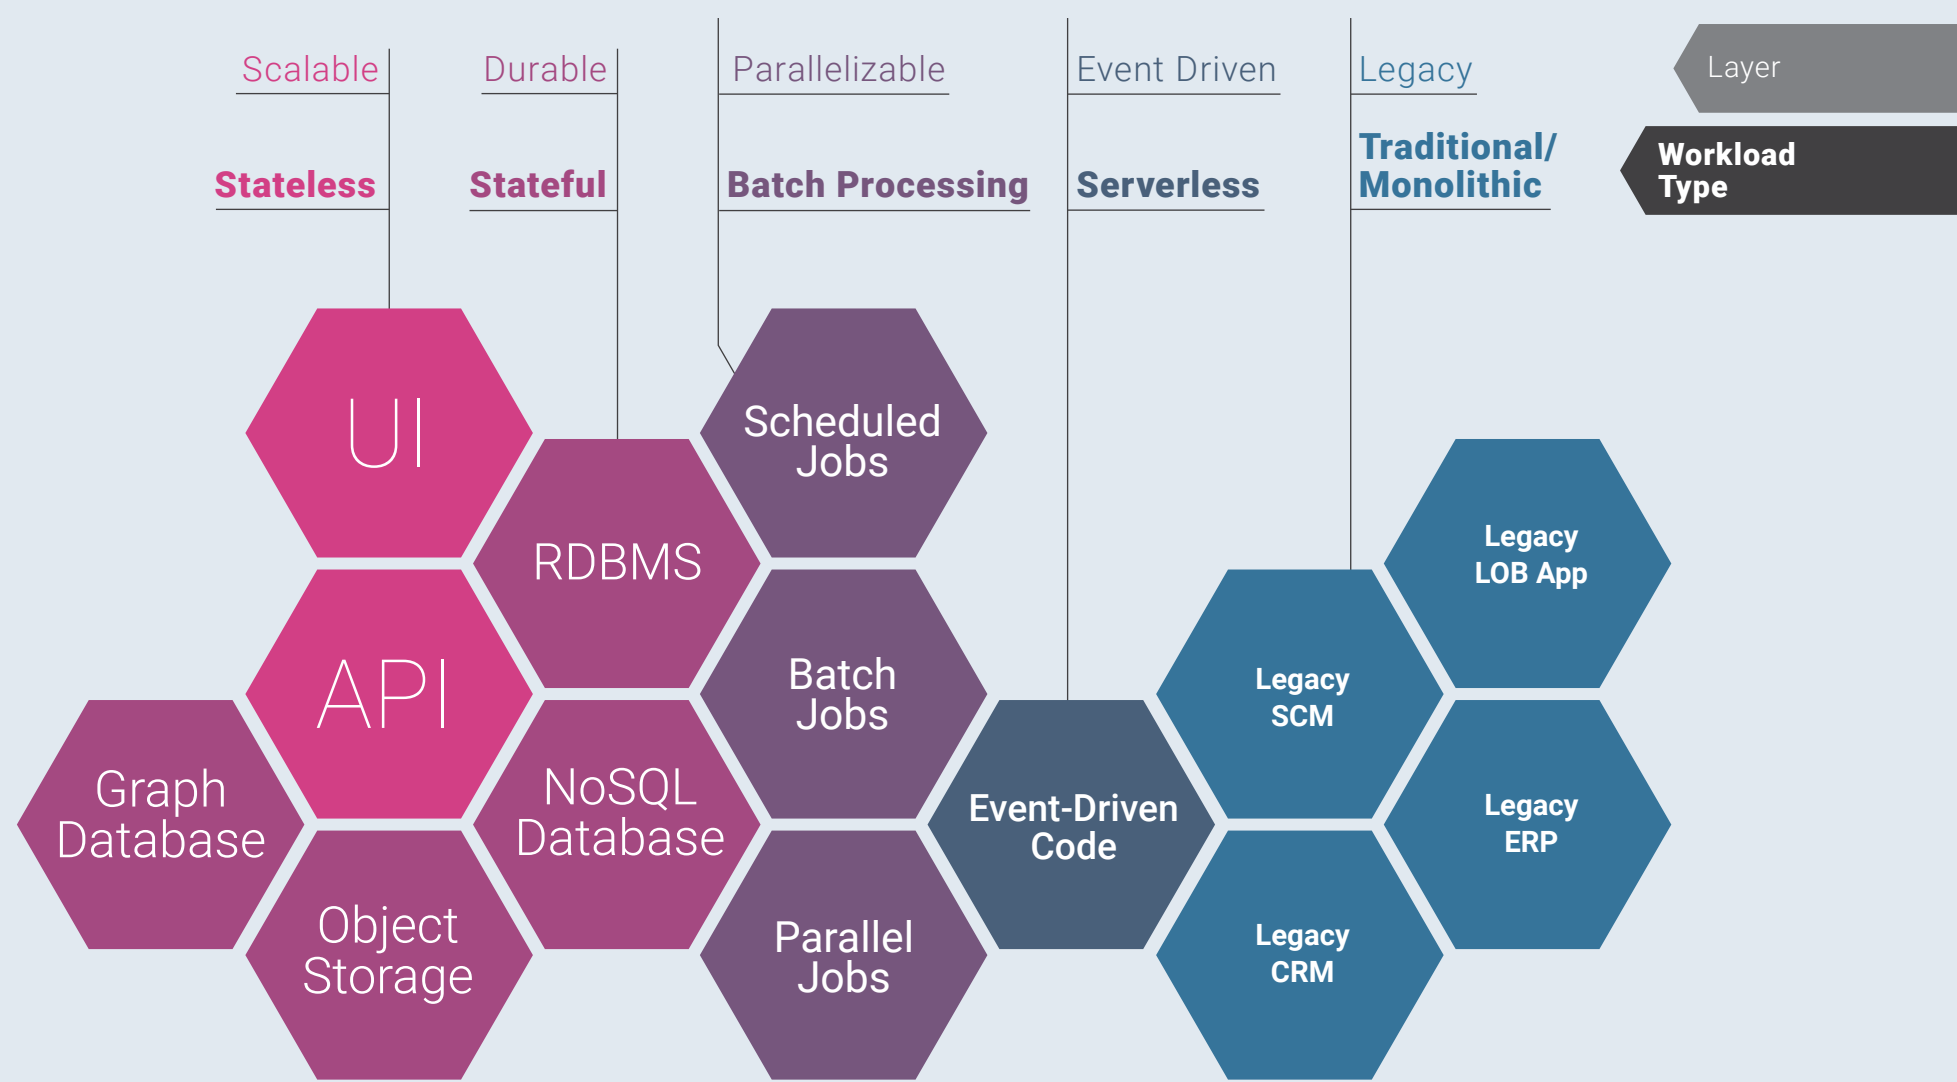 Scalable
Durable
Parallelizable
Event Driven
Legacy
Layer
Stateless
Stateful
Batch Processing
Serverless
Traditional/
Monolithic
Workload
Type
UI
Scheduled
Jobs
RDBMS
Legacy
LOB App
API
Batch
Jobs
Legacy
SCM
Graph
Database
NoSQL
Database
Event-Driven
Code
Legacy
ERP
Object
Storage
Parallel
Jobs
Legacy
CRM